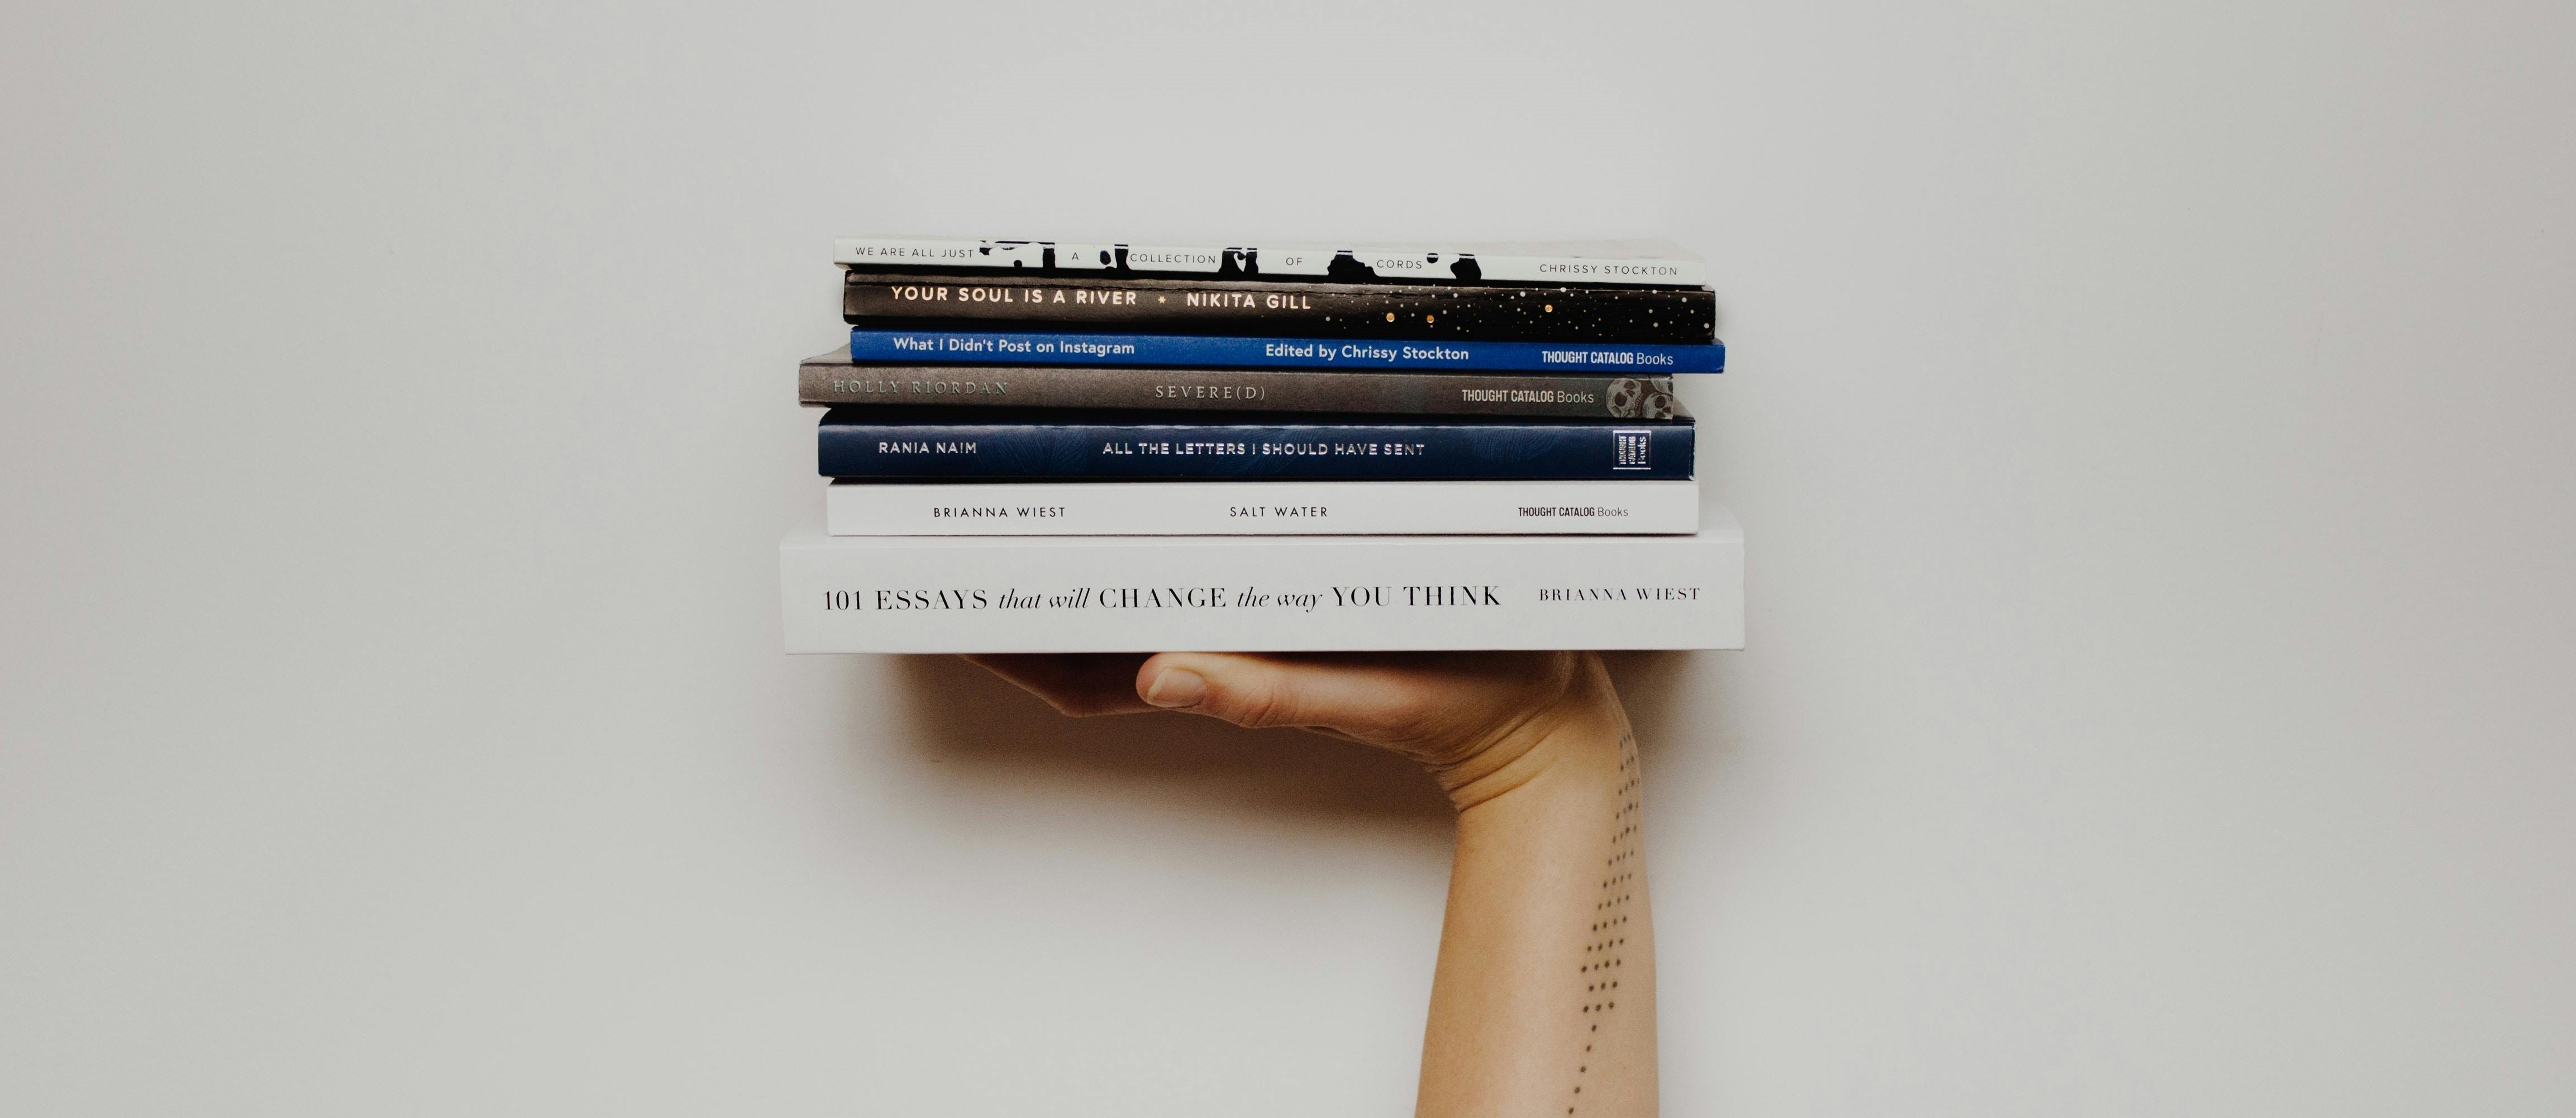 WE ARE ALL JUST A COLLECTION OF CORDS CHRISSY STOCKTON
YOUR SOUL IS A RIVER * NIKITA GILL
What I Didn't Post on Instagram Edited by Chrissy Stockton THOUGHT CATALOG Books
HOLLY RIORDAN SEVERE(D) THOUGHT CATALOG Books
RANIA NAIM ALL THE LETTERS I SHOULD HAVE SENT THOUGHT CATALOG Books
BRIANNA WIEST SALT WATER THOUGHT CATALOG Books
101 ESSAYS that will CHANGE the way YOU THINK BRIANNA WIEST